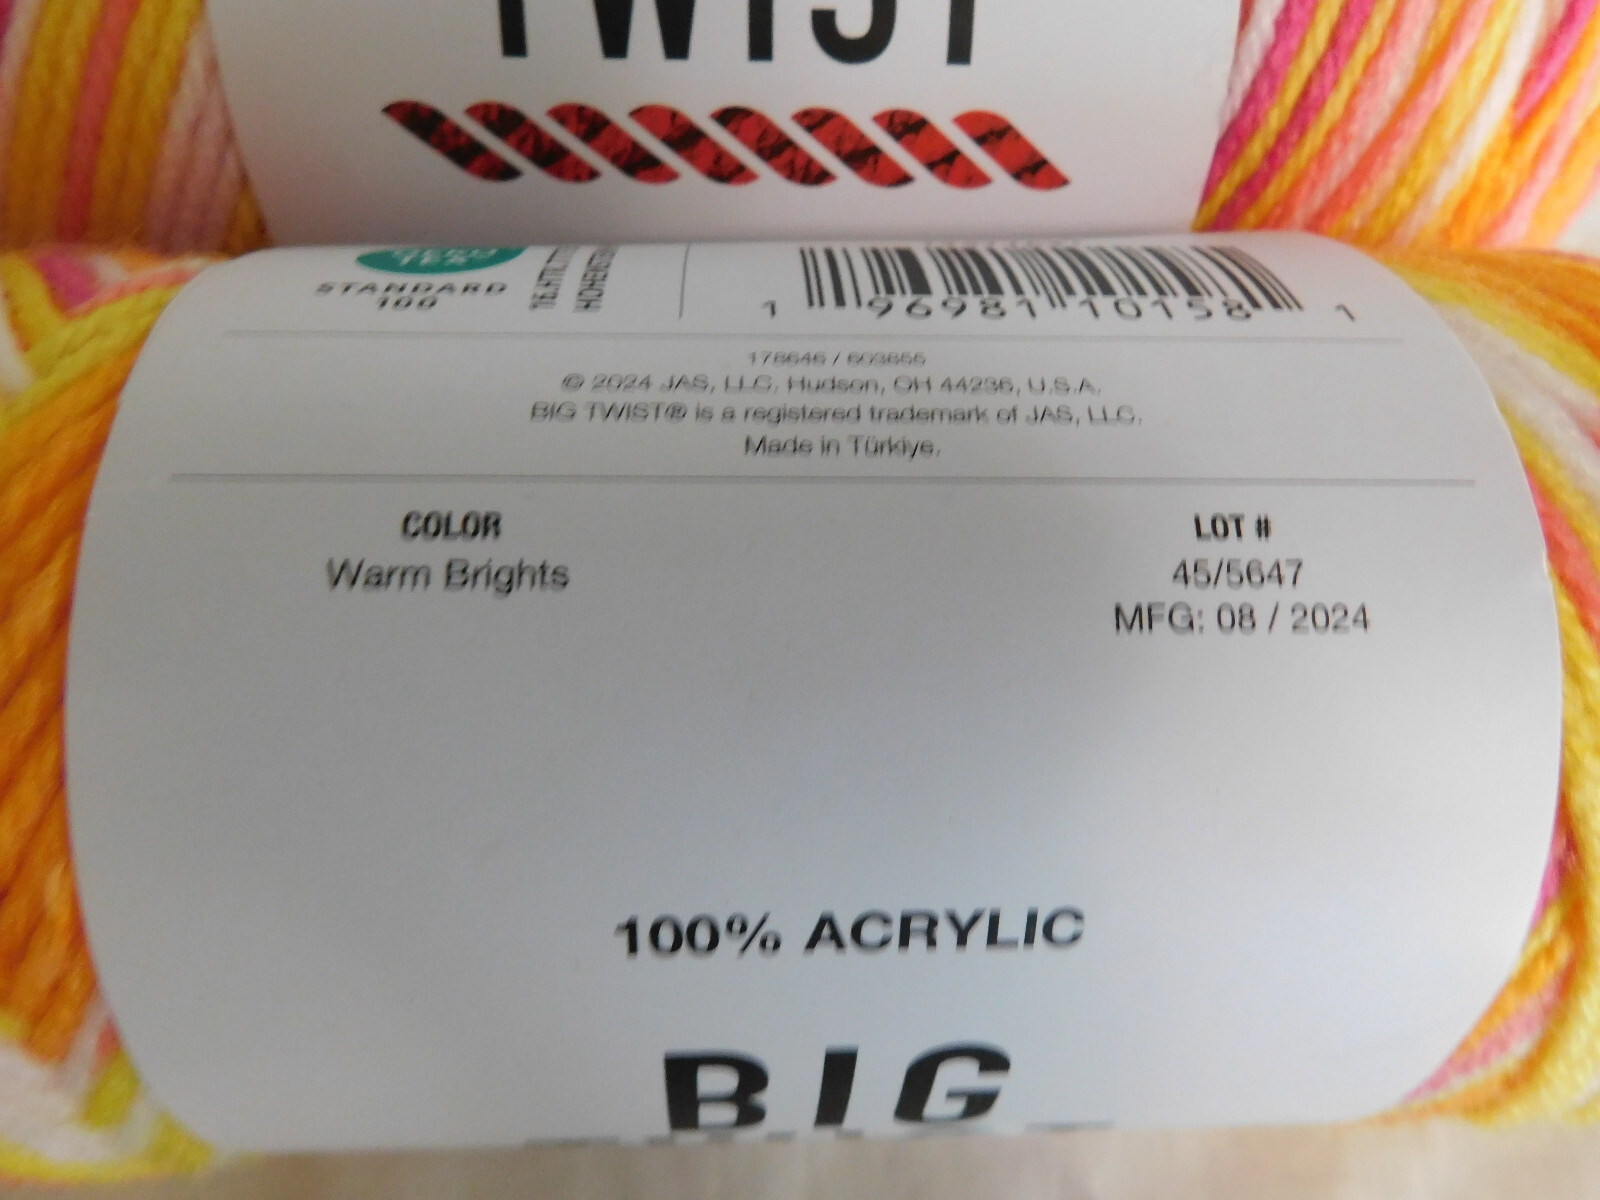 TWIST
STANDARD
100
1 96981 10158 1
178646 / 603655
© 2024 JAS, LLC, Hudson, OH 44236, U.S.A.
BIG TWIST® is a registered trademark of JAS, LLC.
Made in Türkiye.
COLOR
Warm Brights
LOT #
45/5647
MFG: 08 / 2024
100% ACRYLIC
BIG